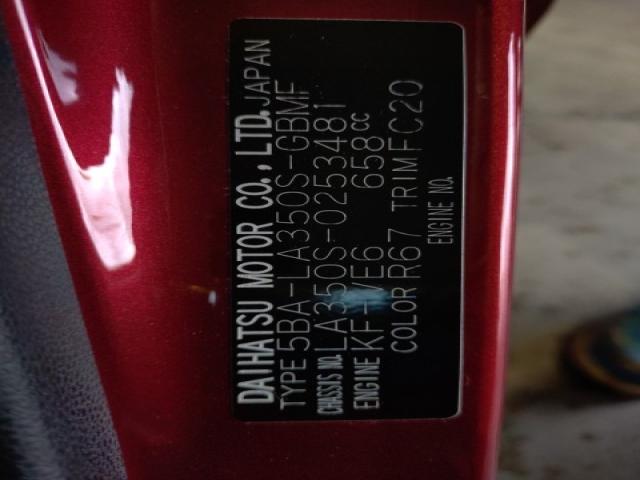 DAIHATSU MOTOR CO., LTD. JAPAN
TYPE 5BA-LA350S-GBMF
CHASSIS NO. LA350S-0253481
ENGINE KF-VE6 658cc
COLOR R67 TRIM FC20
ENGINE NO.